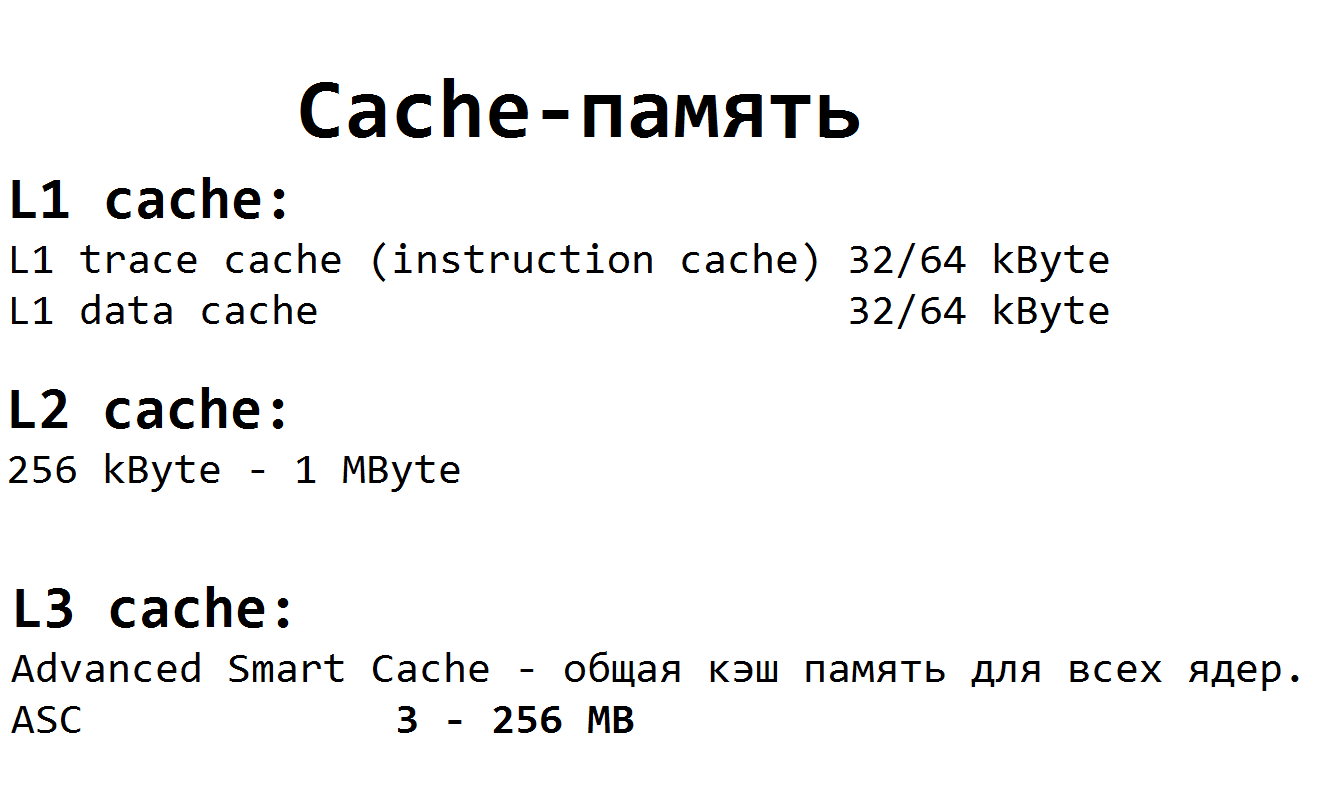 Cache-память
L1 cache:
L1 trace cache (instruction cache) 32/64 kByte
L1 data cache 32/64 kByte
L2 cache:
256 kByte - 1 MByte
L3 cache:
Advanced Smart Cache - общая кэш память для всех ядер.
ASC 3 - 256 MB